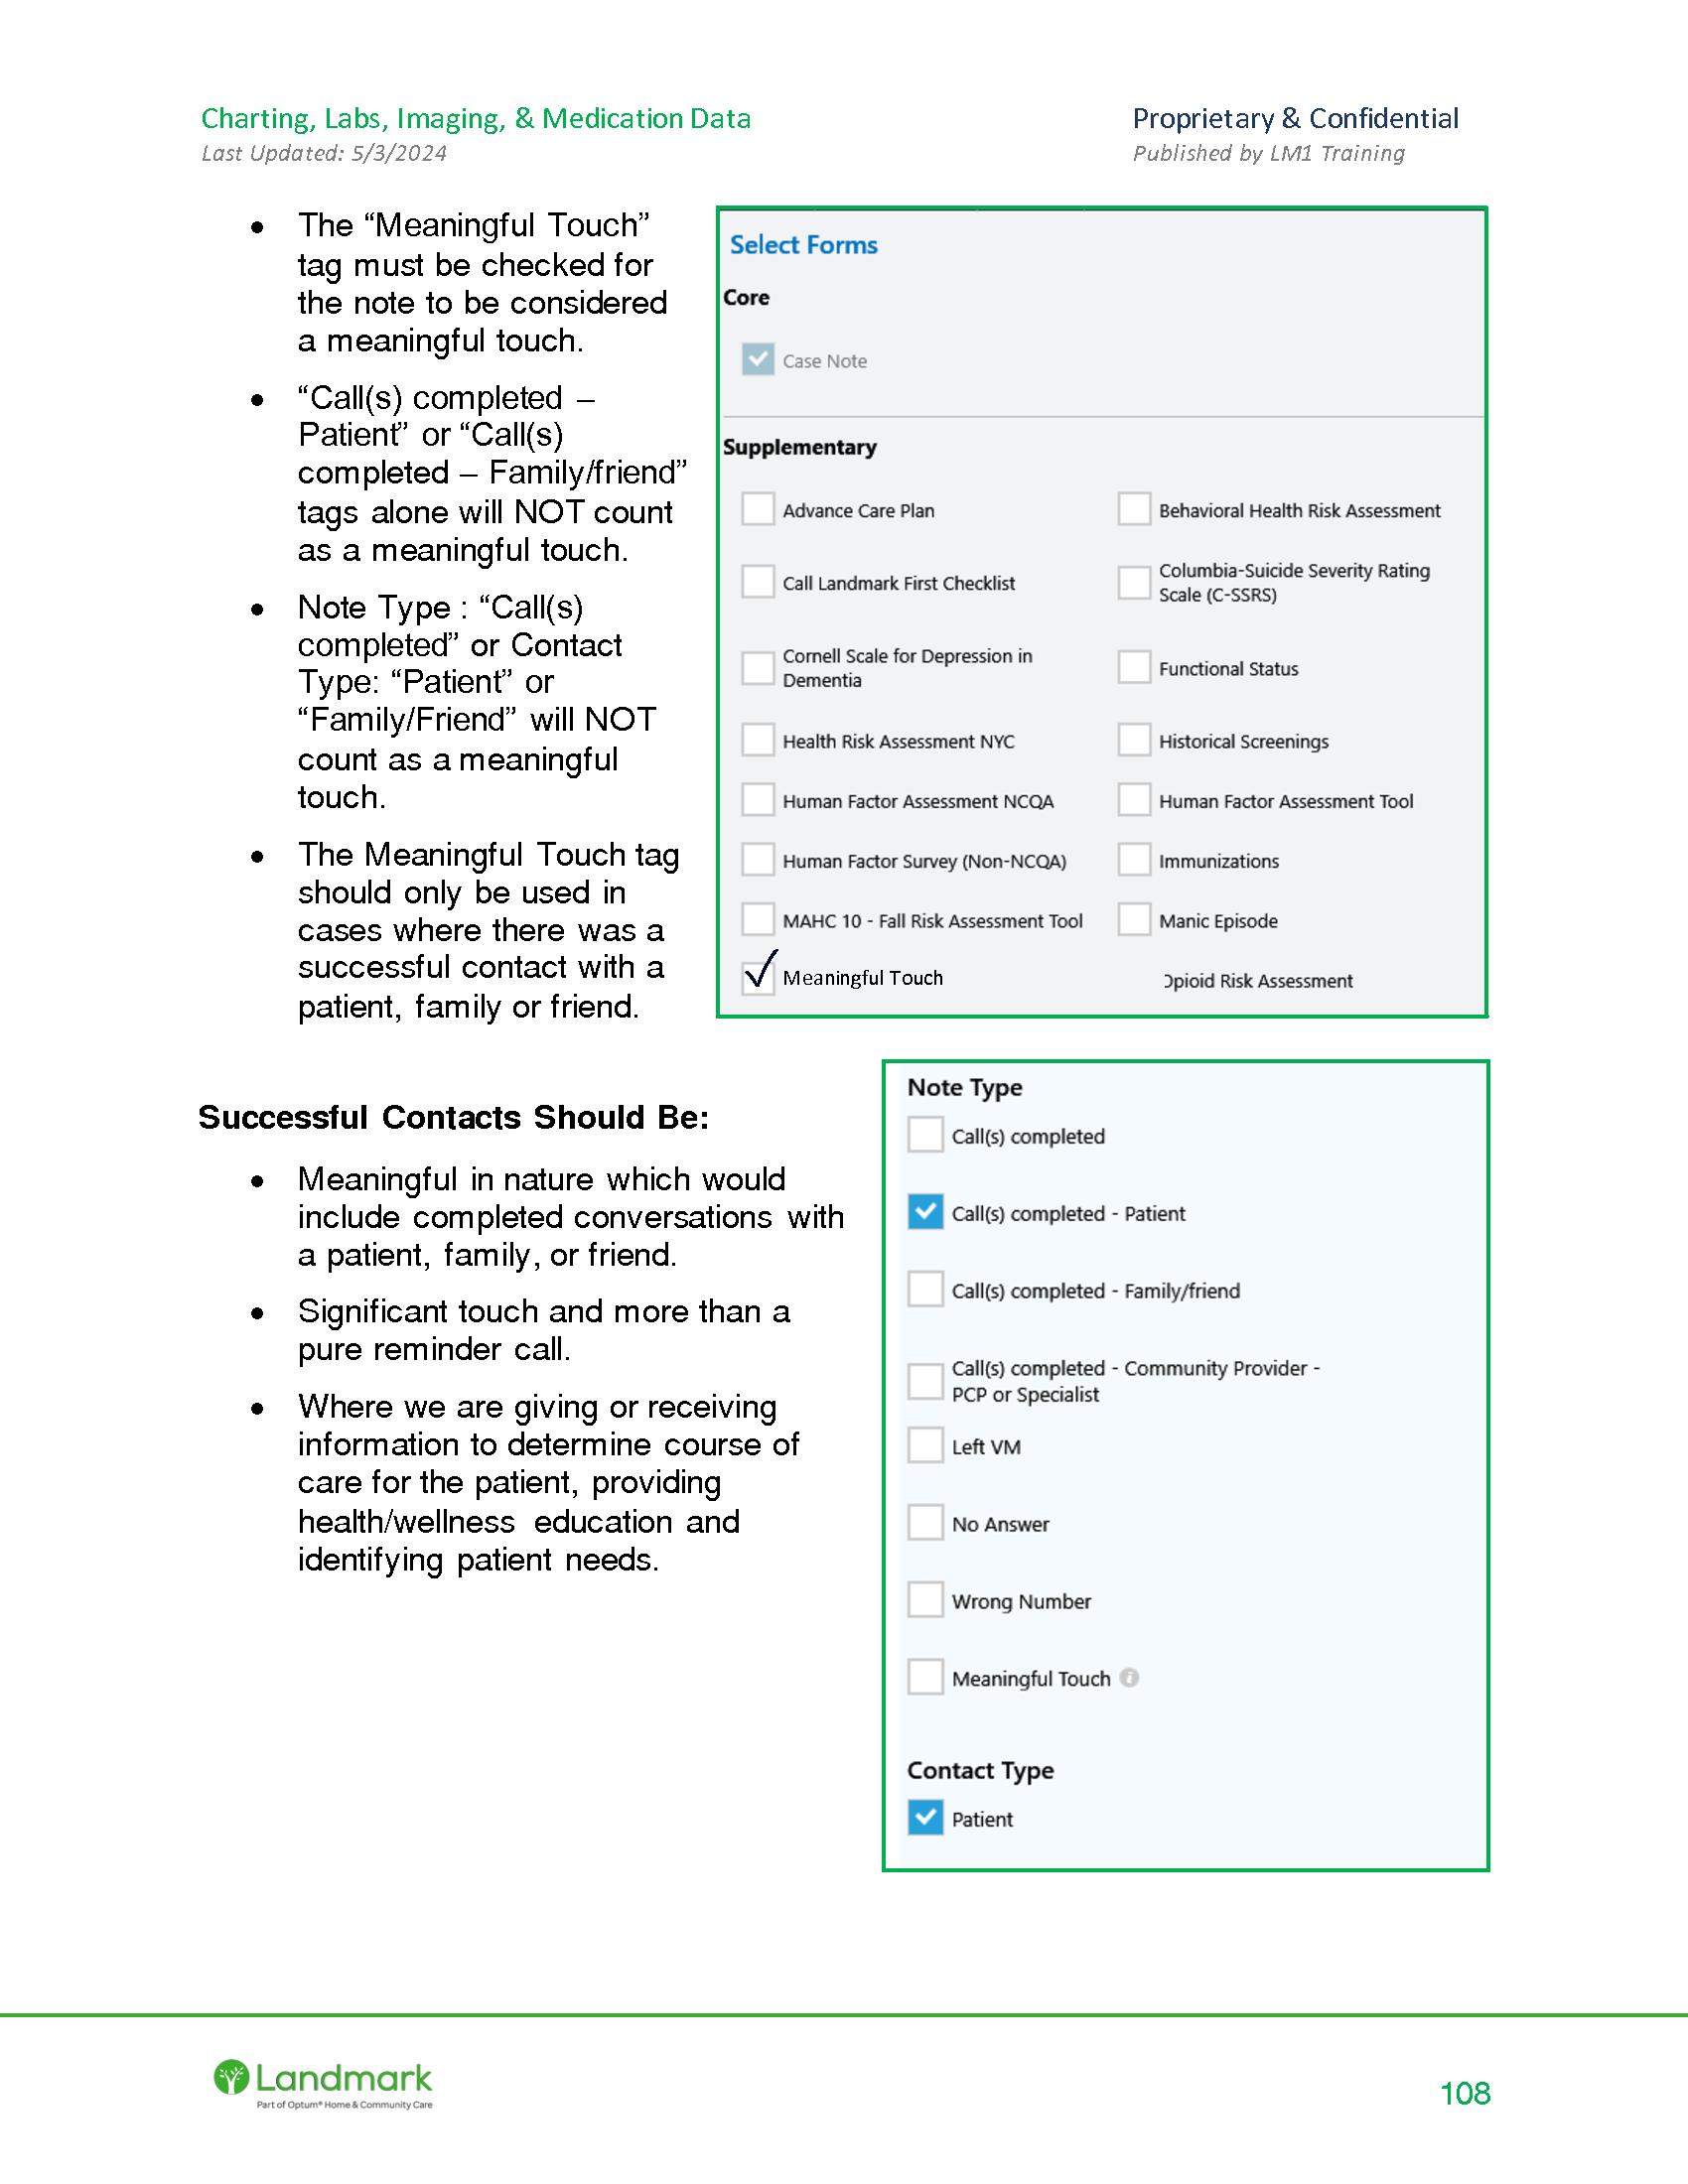 Charting, Labs, Imaging, & Medication Data
Proprietary & Confidential
Last Updated: 5/3/2024
Published by LM1 Training
• The “Meaningful Touch”
tag must be checked for
the note to be considered
a meaningful touch.
• “Call(s) completed –
Patient” or “Call(s)
completed – Family/friend”
tags alone will NOT count
as a meaningful touch.
• Note Type : “Call(s)
completed” or Contact
Type: “Patient” or
“Family/Friend” will NOT
count as a meaningful
touch.
• The Meaningful Touch tag
should only be used in
cases where there was a
successful contact with a
patient, family or friend.
Select Forms
Core
Case Note
Supplementary
Advance Care Plan
Behavioral Health Risk Assessment
Call Landmark First Checklist
Columbia-Suicide Severity Rating
Scale (C-SSRS)
Cornell Scale for Depression in
Dementia
Functional Status
Health Risk Assessment NYC
Historical Screenings
Human Factor Assessment NCQA
Human Factor Assessment Tool
Human Factor Survey (Non-NCQA)
Immunizations
MAHC 10 - Fall Risk Assessment Tool
Manic Episode
Meaningful Touch
Opioid Risk Assessment
Successful Contacts Should Be:
• Meaningful in nature which would
include completed conversations with
a patient, family, or friend.
• Significant touch and more than a
pure reminder call.
• Where we are giving or receiving
information to determine course of
care for the patient, providing
health/wellness education and
identifying patient needs.
Note Type
Call(s) completed
Call(s) completed - Patient
Call(s) completed - Family/friend
Call(s) completed - Community Provider -
PCP or Specialist
Left VM
No Answer
Wrong Number
Meaningful Touch
Contact Type
Patient
Landmark
Part of Optum® Home & Community Care
108